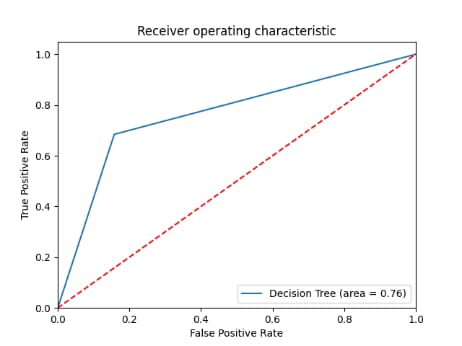 Receiver operating characteristic
1.0
0.8
0.6
0.4
0.2
0.0
True Positive Rate
Decision Tree (area = 0.76)
0.0 0.2 0.4 0.6 0.8 1.0
False Positive Rate